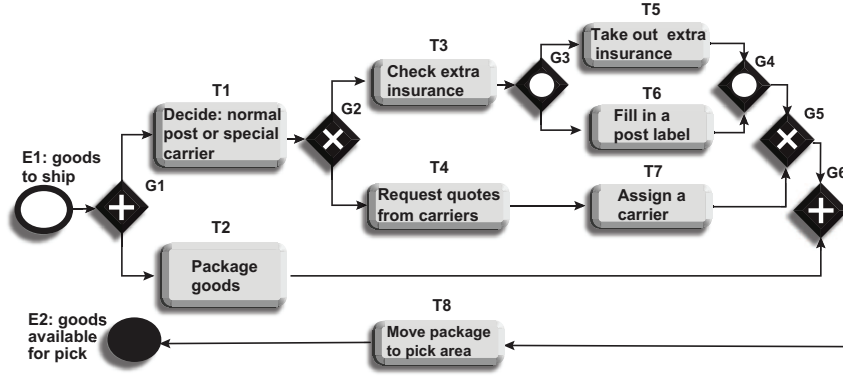 T5
Take out extra
insurance
T3
G3
G4
Check extra
insurance
T1
T6
Decide: normal
post or special
carrier
G2
Fill in a
post label
G5
E1: goods
to ship
T4
T7
G6
G1
Request quotes
from carriers
Assign a
carrier
T2
Package
goods
T8
E2: goods
available
for pick
Move package
to pick area